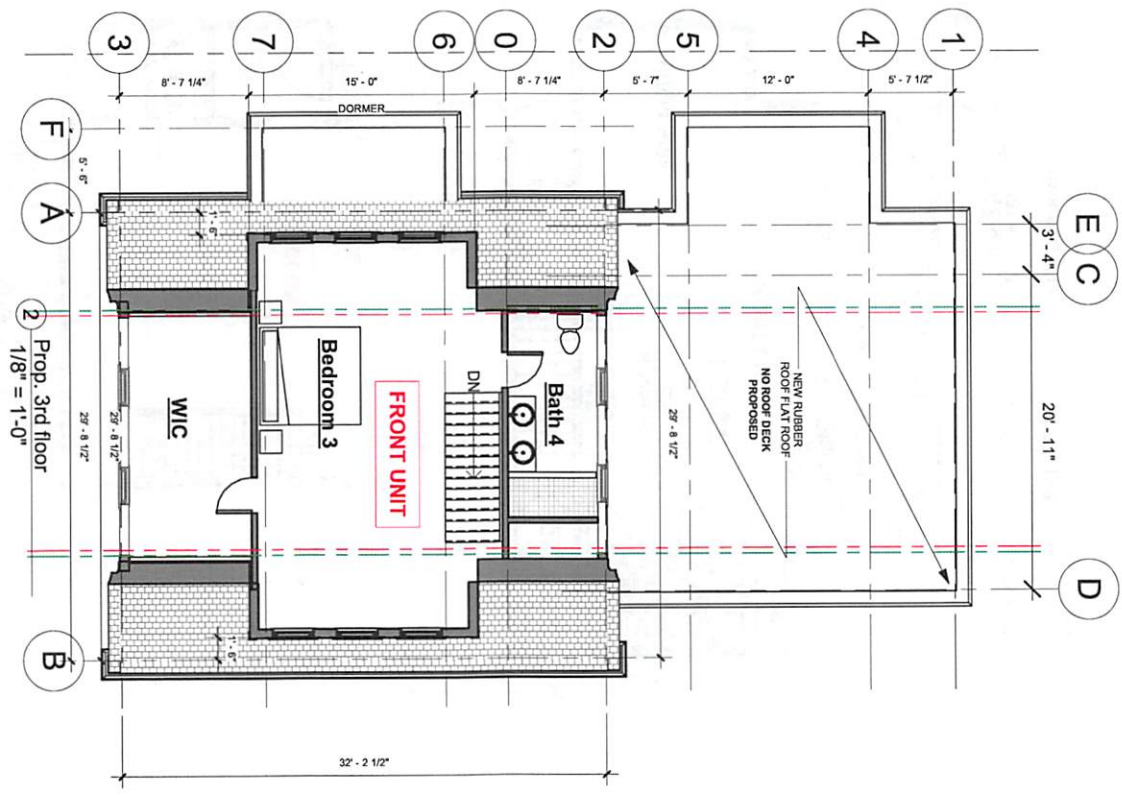 3
7
6
0
2
5
4
1
8' - 7 1/4"
15' - 0"
8' - 7 1/4"
5' - 7"
12' - 0"
5' - 7 1/2"
DORMER
F
5' - 6"
A
1' - 6"
E
3' - 4"
C
20' - 11"
D
NEW RUBBER
ROOF FLAT ROOF
NO ROOF DECK
PROPOSED
Bath 4
DN
Bedroom 3
FRONT UNIT
WIC
29' - 8 1/2"
29' - 8 1/2"
29' - 8 1/2"
2
Prop. 3rd floor
1/8" = 1'-0"
1' - 6"
B
32' - 2 1/2"